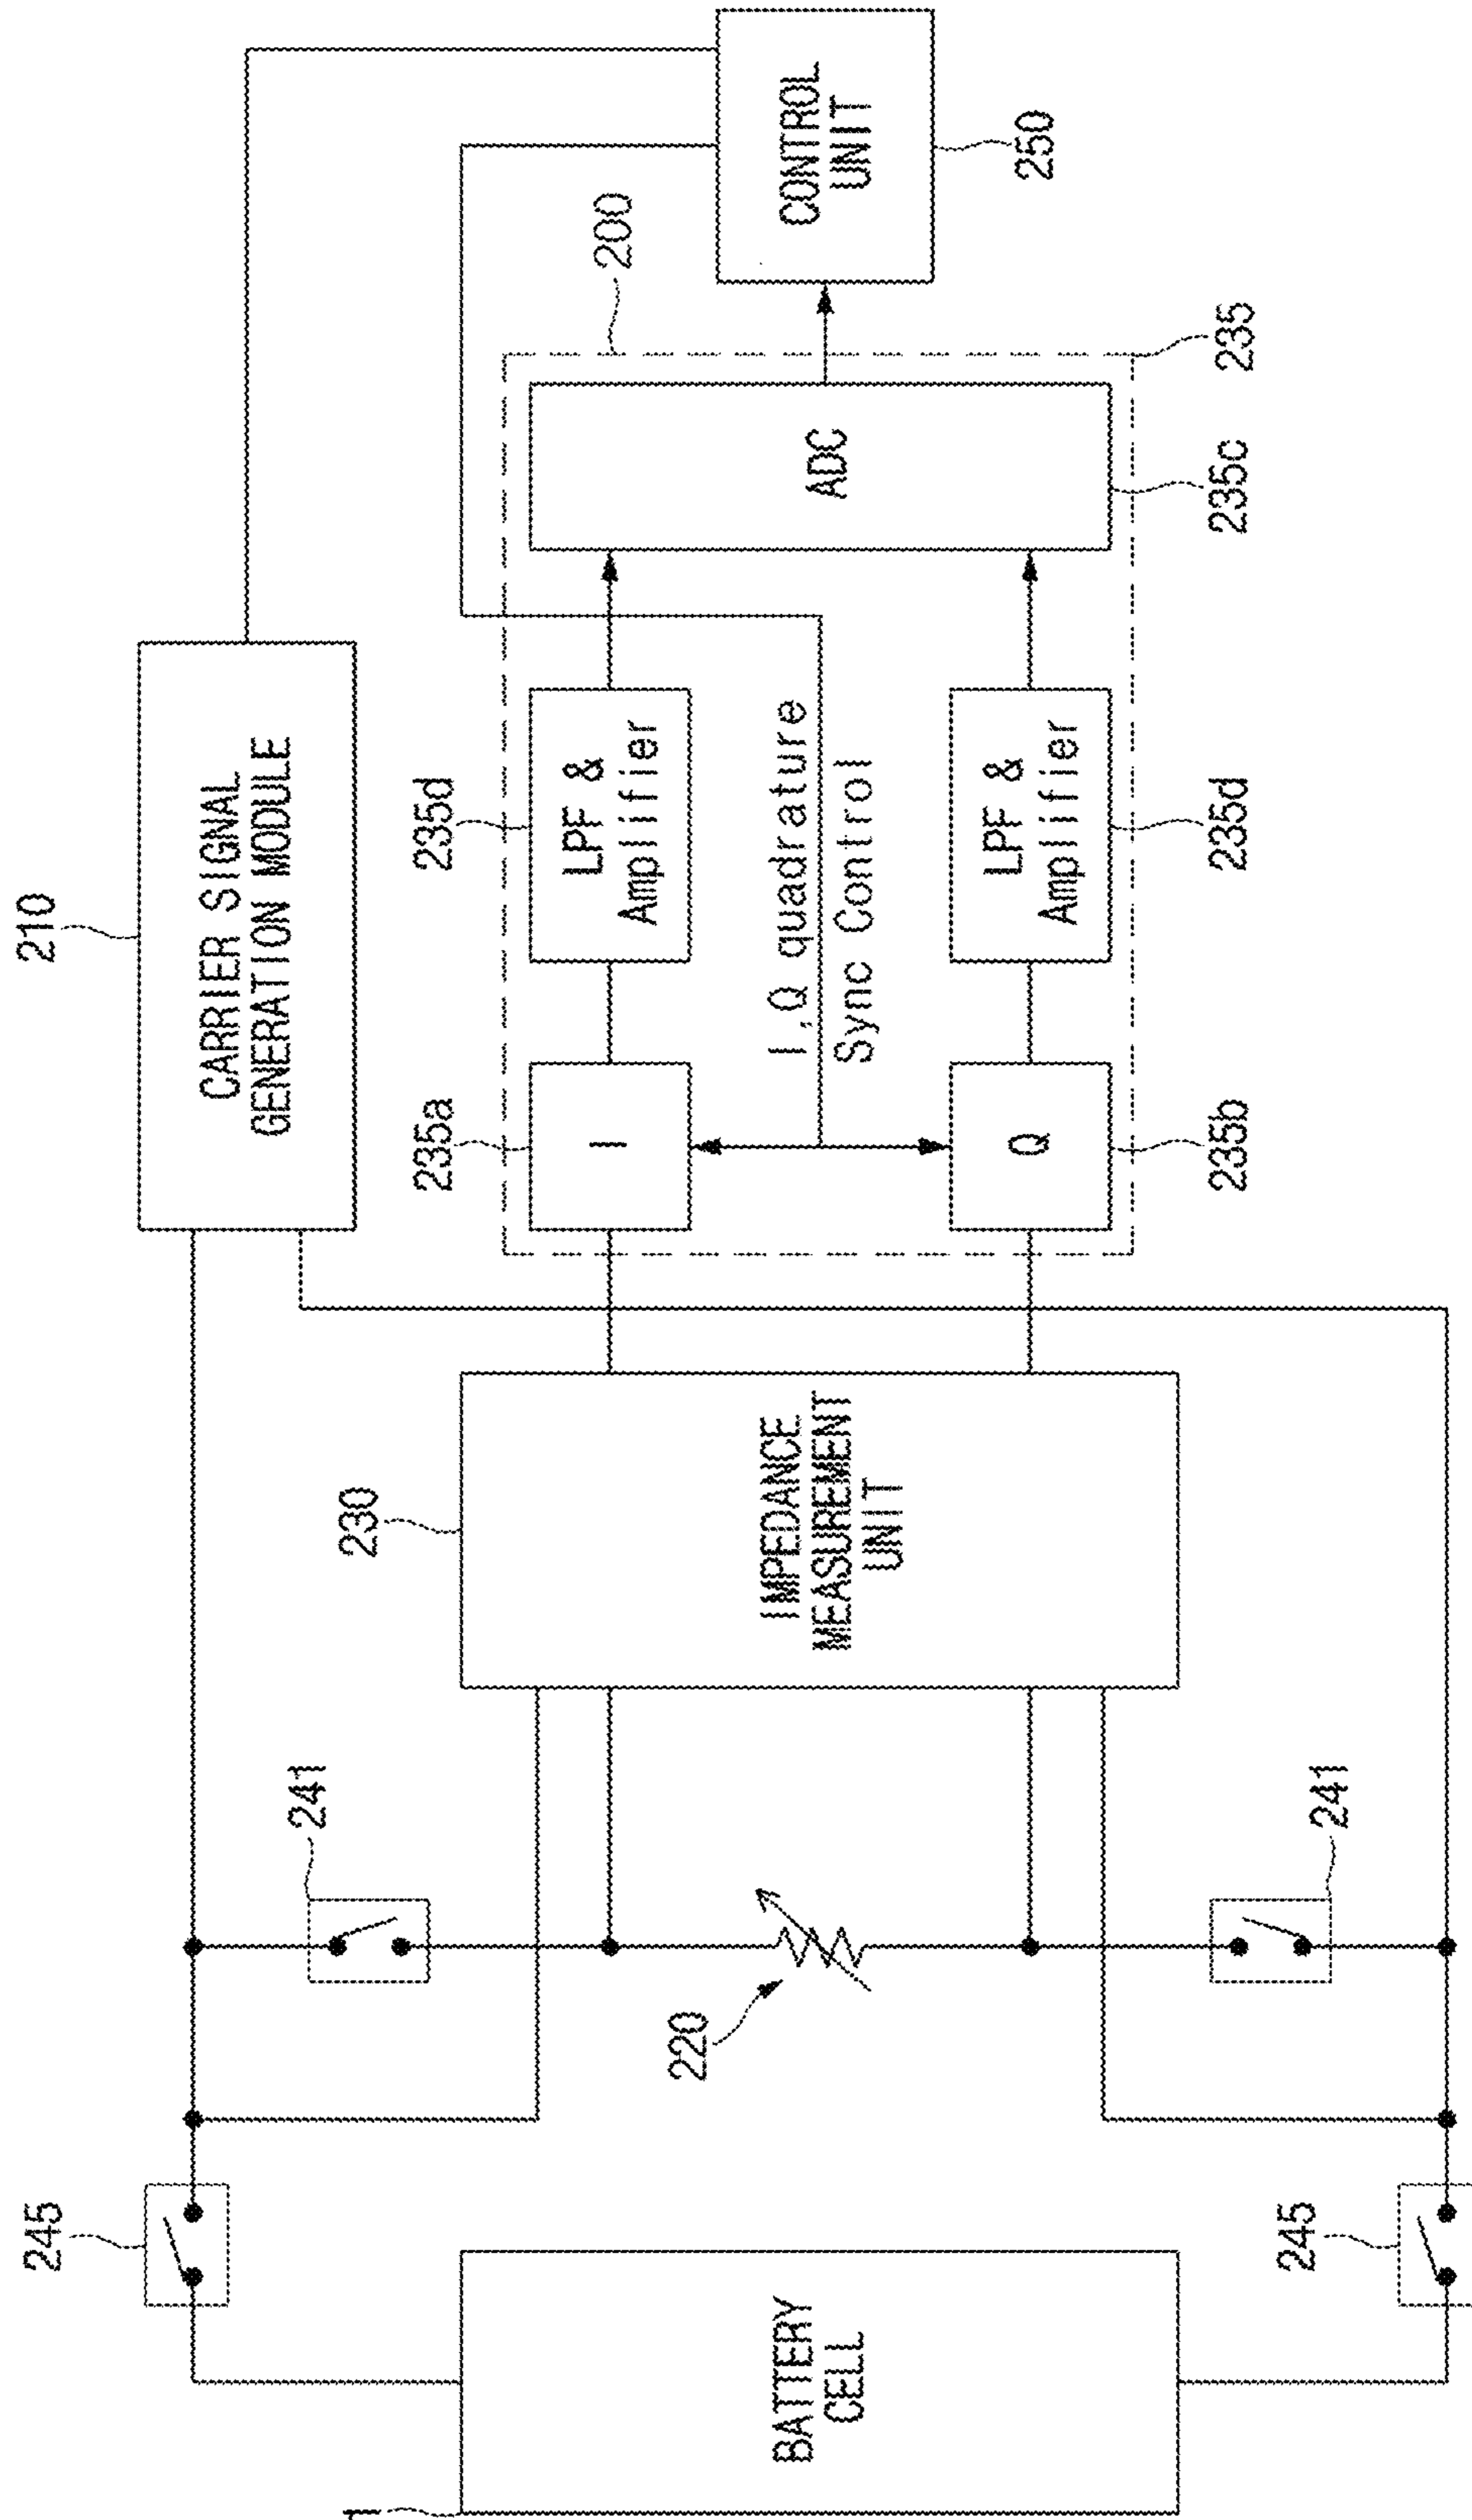 210
CARRIER SIGNAL
GENERATION MODULE
245
241
230
235a
235d
200
BATTERY
CELL
220
IMPEDANCE
MEASUREMENT
UNIT
I
LPF &
Amplifier
I,Q quadrature
Sync Control
ADC
CONTROL
UNIT
250
Q
LPF &
Amplifier
245
241
235b
235d
235c
235